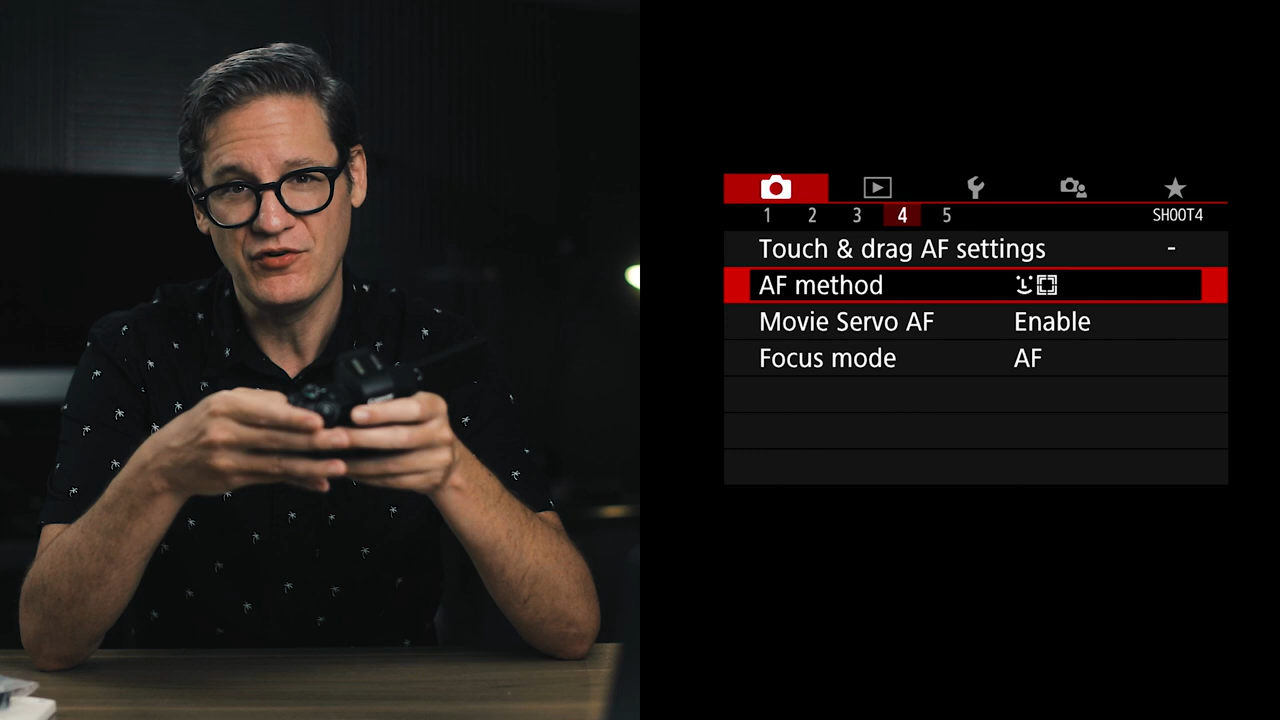 1 2 3 4 5 SHOOT4
Touch & drag AF settings -
AF method
Movie Servo AF Enable
Focus mode AF